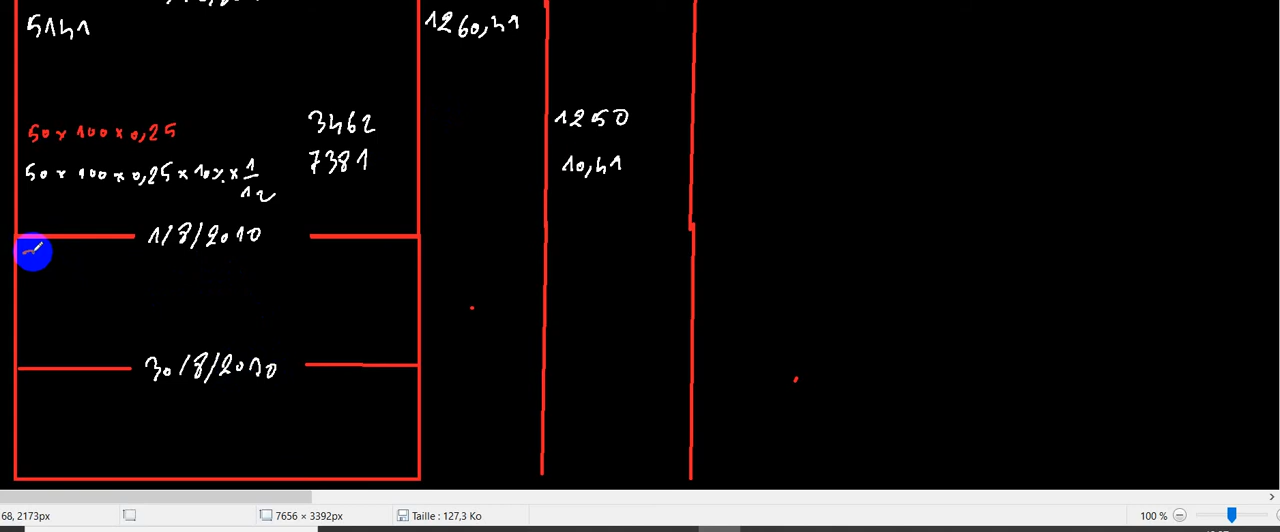 5141 1260,41
50 x 100 x 0,25 3462 1250
50 x 100 x 0,25 x 10% x 1/12 7381 10,41
1/8/2010
30/8/2010
68, 2173px 7656 × 3392px Taille : 127,3 Ko 100 %